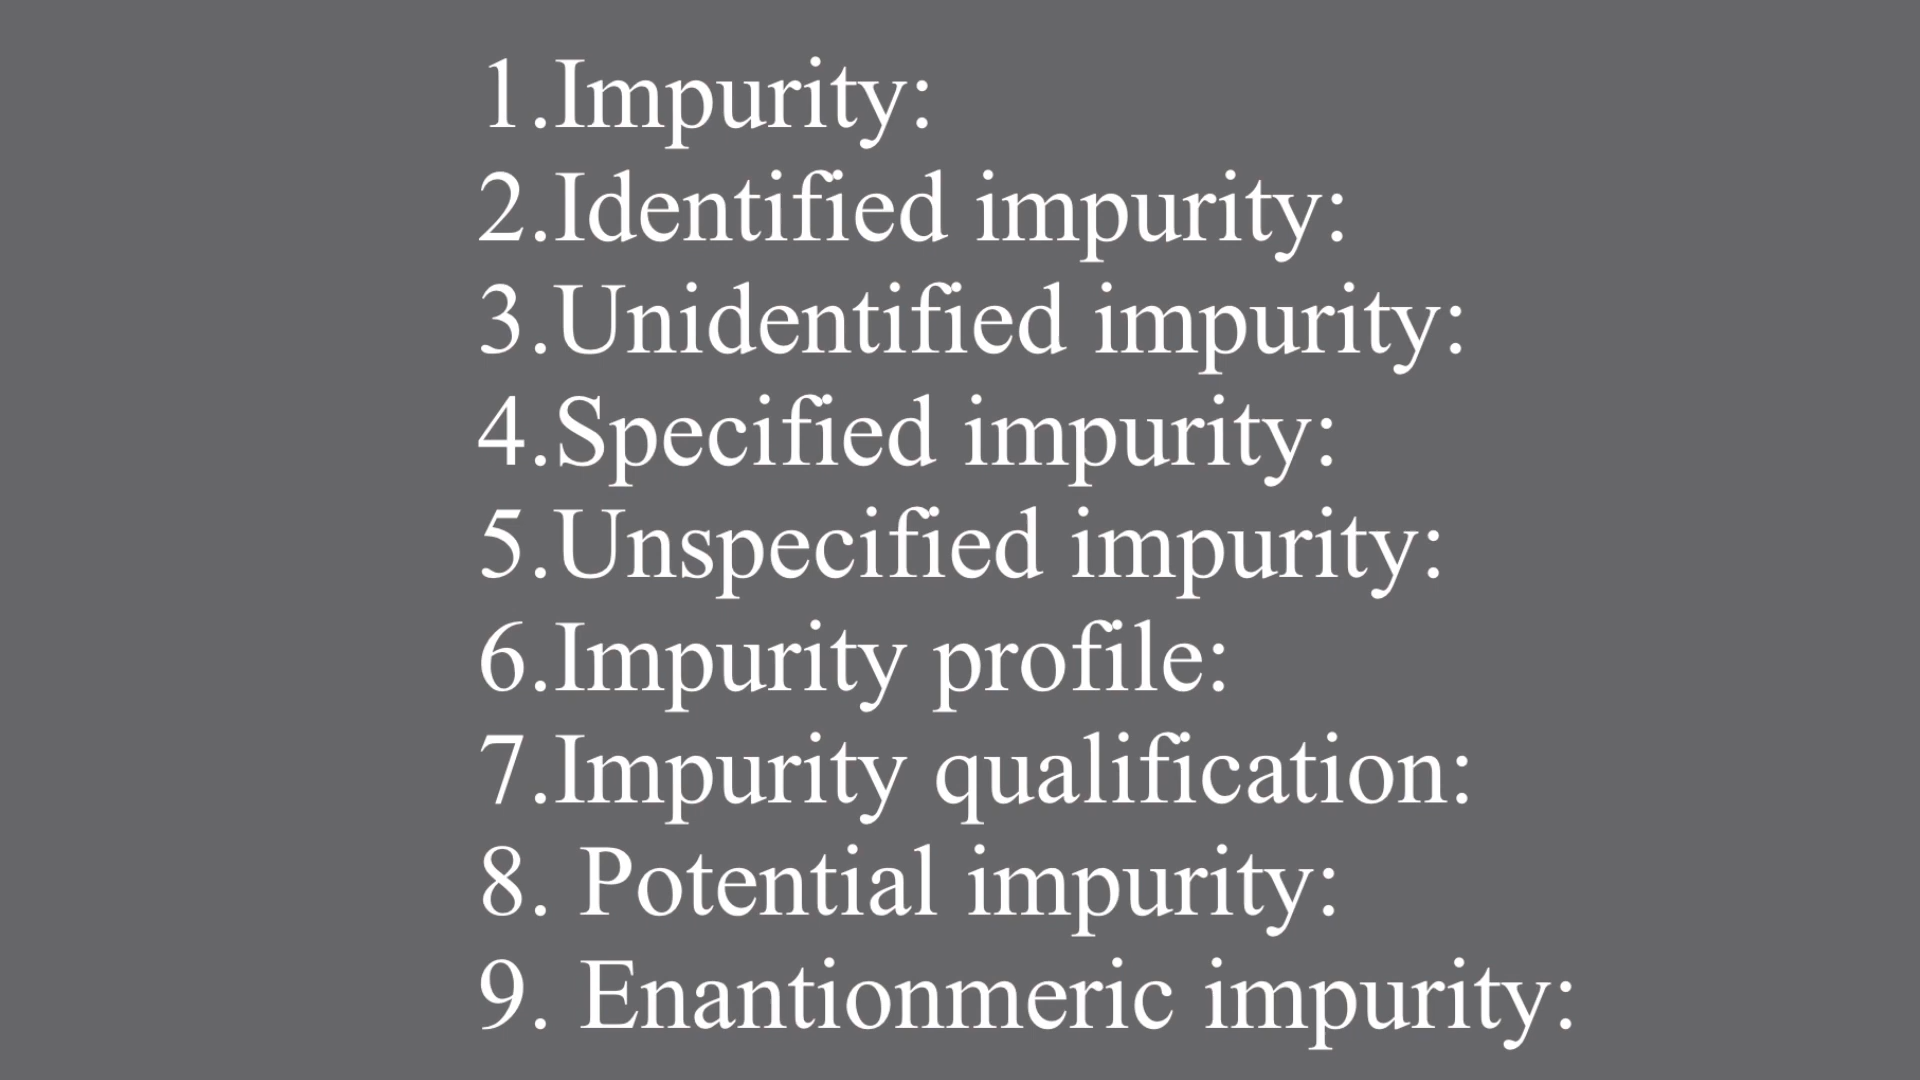 1.Impurity:
2.Identified impurity:
3.Unidentified impurity:
4.Specified impurity:
5.Unspecified impurity:
6.Impurity profile:
7.Impurity qualification:
8. Potential impurity:
9. Enantionmeric impurity: